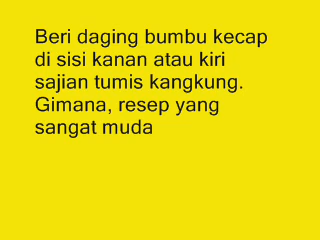 Beri daging bumbu kecap
di sisi kanan atau kiri
sajian tumis kangkung.
Gimana, resep yang
sangat muda